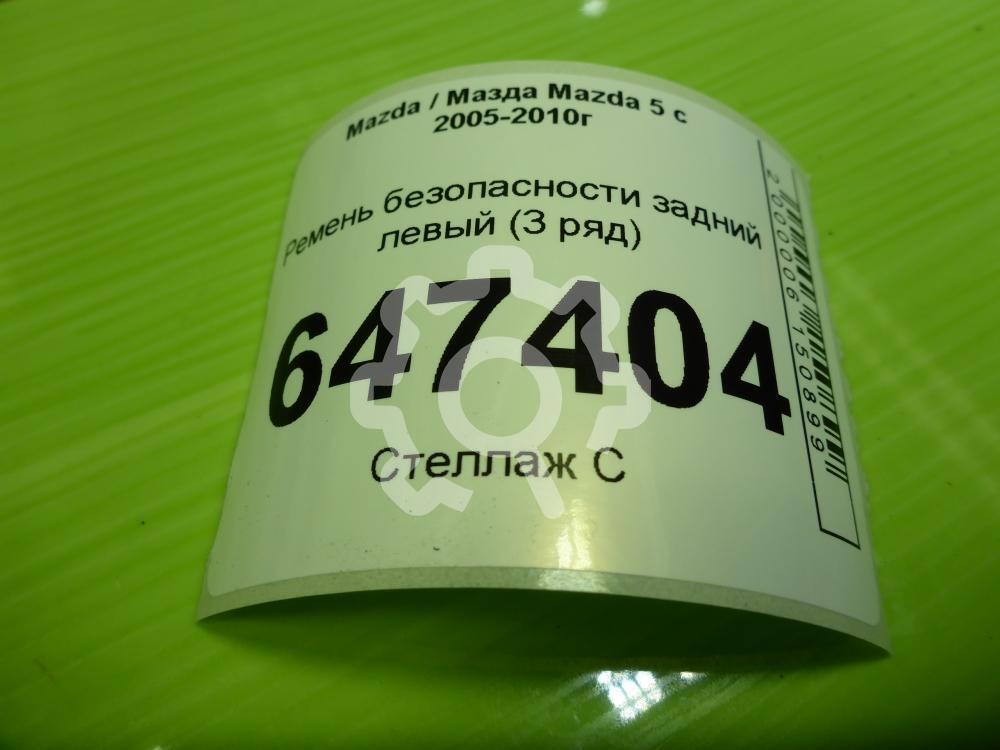 Mazda / Мазда Mazda 5 с
2005-2010г
Ремень безопасности задний
левый (3 ряд)
647404
Стеллаж С
2000006150899